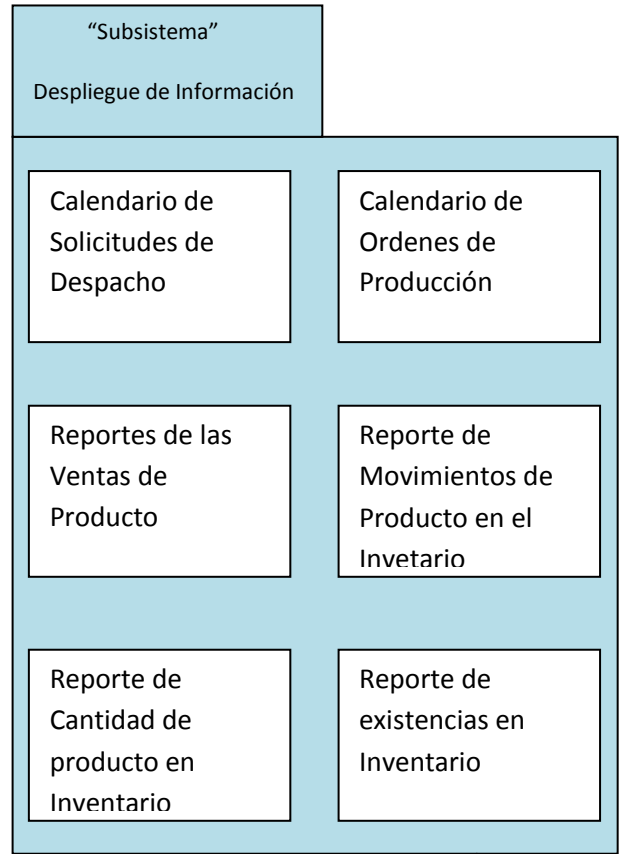 “Subsistema”
Despliegue de Información
Calendario de
Solicitudes de
Despacho
Calendario de
Ordenes de
Producción
Reportes de las
Ventas de
Producto
Reporte de
Movimientos de
Producto en el
Invetario
Reporte de
Cantidad de
producto en
Inventario
Reporte de
existencias en
Inventario